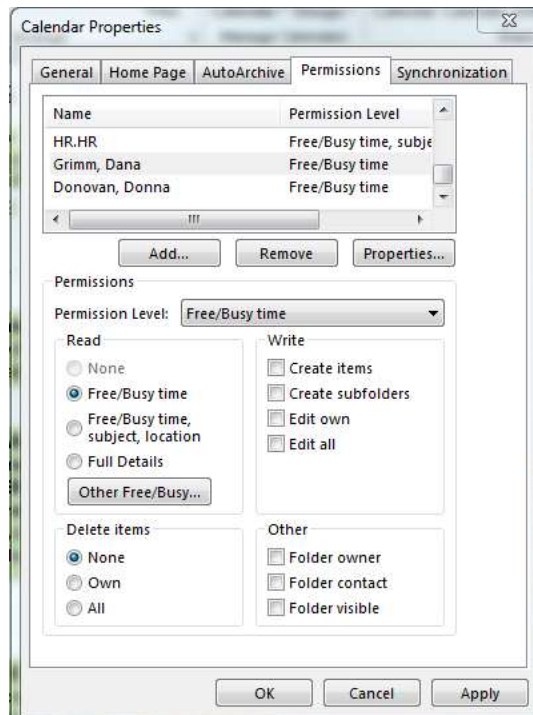 Calendar Properties
General Home Page AutoArchive Permissions Synchronization
Name Permission Level
HR.HR Free/Busy time, subje
Grimm, Dana Free/Busy time
Donovan, Donna Free/Busy time
Add... Remove Properties...
Permissions
Permission Level: Free/Busy time
Read
None
Free/Busy time
Free/Busy time,
subject, location
Full Details
Other Free/Busy...
Write
Create items
Create subfolders
Edit own
Edit all
Delete items
None
Own
All
Other
Folder owner
Folder contact
Folder visible
OK Cancel Apply